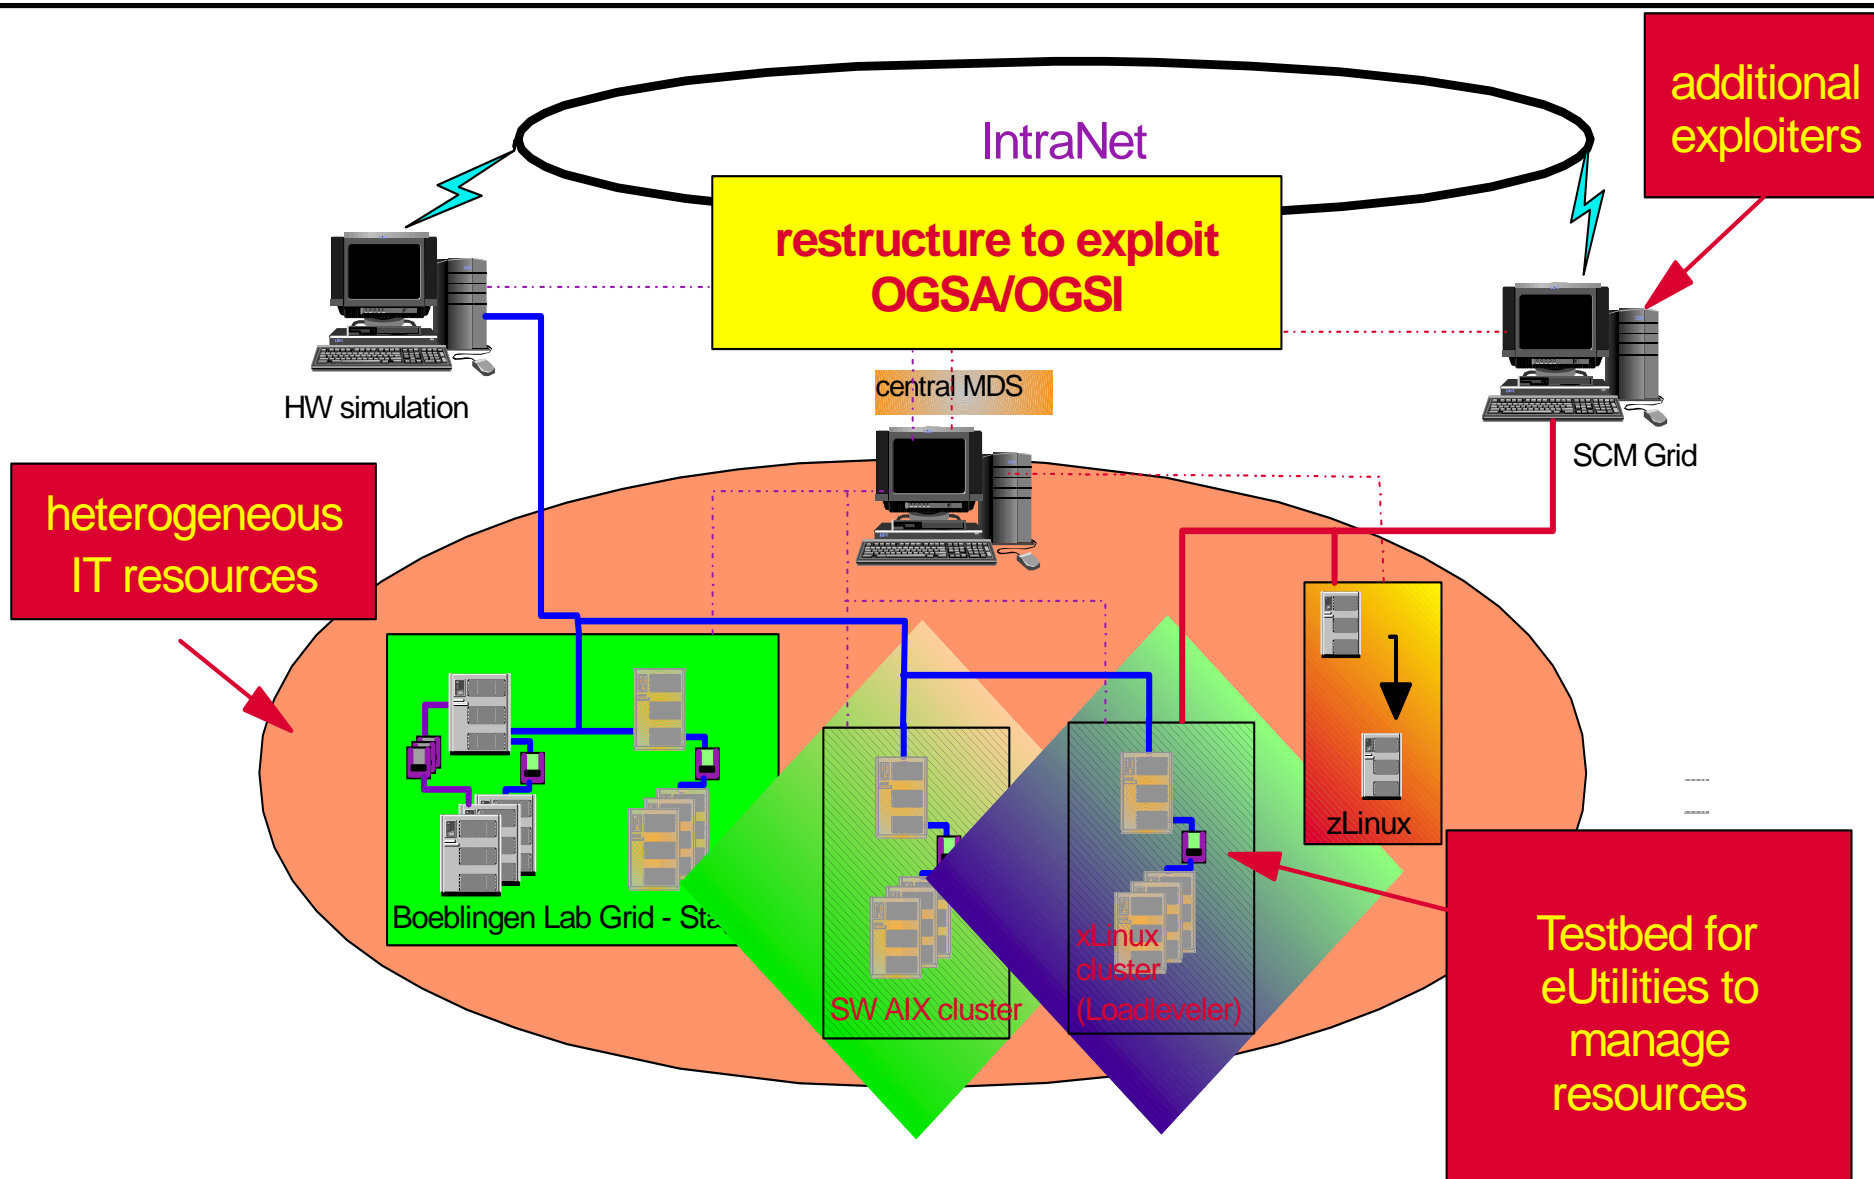 additional
exploiters
IntraNet
restructure to exploit
OGSA/OGSI
central MDS
HW simulation
SCM Grid
heterogeneous
IT resources
zLinux
Boeblingen Lab Grid - Sta
xLinux
cluster
(Loadleveler)
SW AIX cluster
Testbed for
eUtilities to
manage
resources